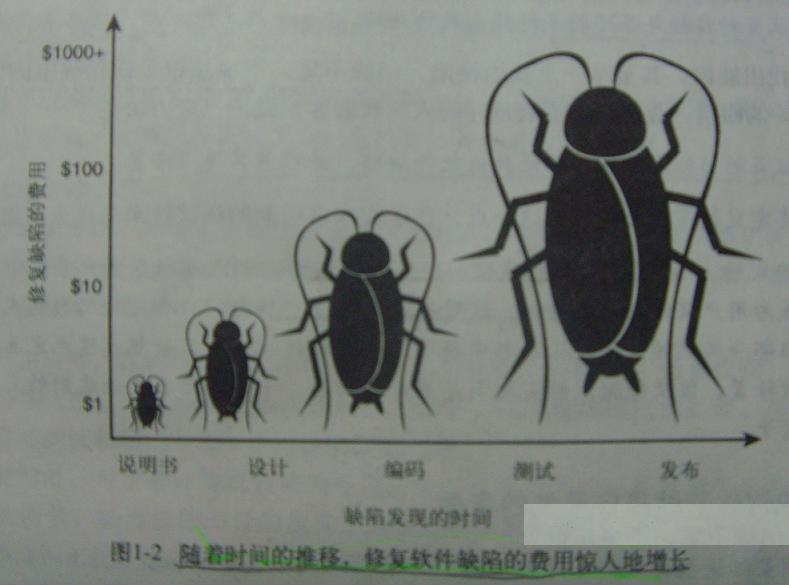 $1000+
$100
$10
$1
修复缺陷的费用
说明书 设计 编码 测试 发布
缺陷发现的时间
图1-2 随着时间的推移，修复软件缺陷的费用惊人地增长